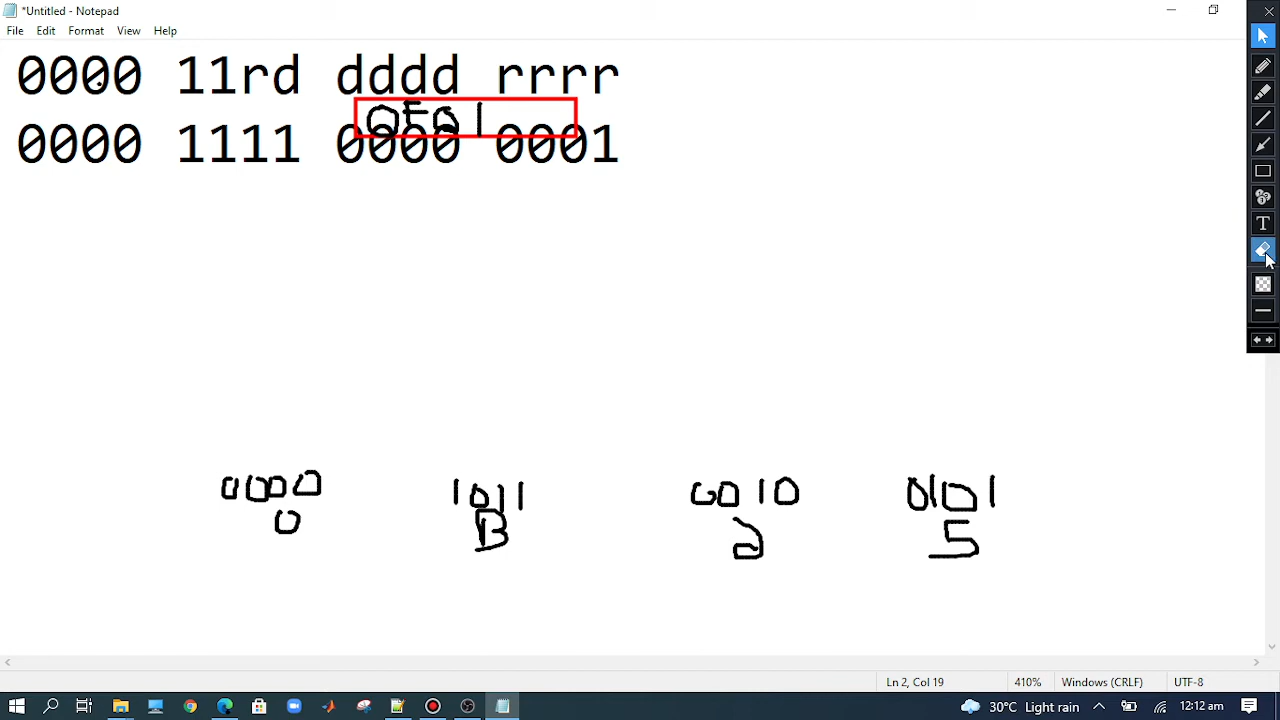 *Untitled - Notepad
File Edit Format View Help
0000 11rd dddd rrrr
0F01
0000 1111 0000 0001
0000 1011 0010 0101
0 B 2 5
Ln 2, Col 19 410% Windows (CRLF) UTF-8
30°C Light rain 12:12 am